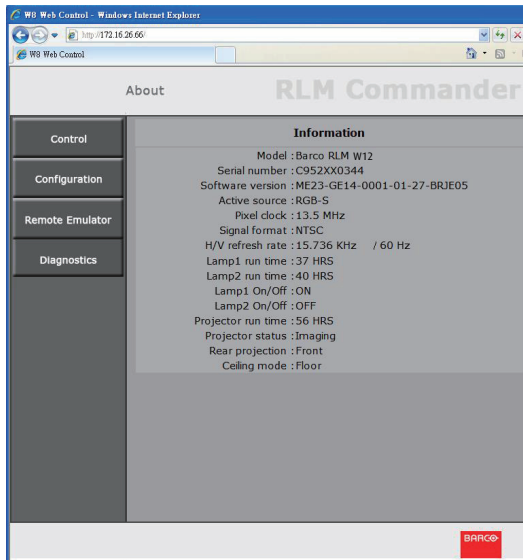 W8 Web Control - Windows Internet Explorer
http://172.16.26.66/
W8 Web Control
About
RLM Commander
Control
Configuration
Remote Emulator
Diagnostics
Information
Model : Barco RLM W12
Serial number : C952XX0344
Software version : ME23-GE14-0001-01-27-BRJE05
Active source : RGB-S
Pixel clock : 13.5 MHz
Signal format : NTSC
H/V refresh rate : 15.736 KHz / 60 Hz
Lamp1 run time : 37 HRS
Lamp2 run time : 40 HRS
Lamp1 On/Off : ON
Lamp2 On/Off : OFF
Projector run time : 56 HRS
Projector status : Imaging
Rear projection : Front
Ceiling mode : Floor
BARCO